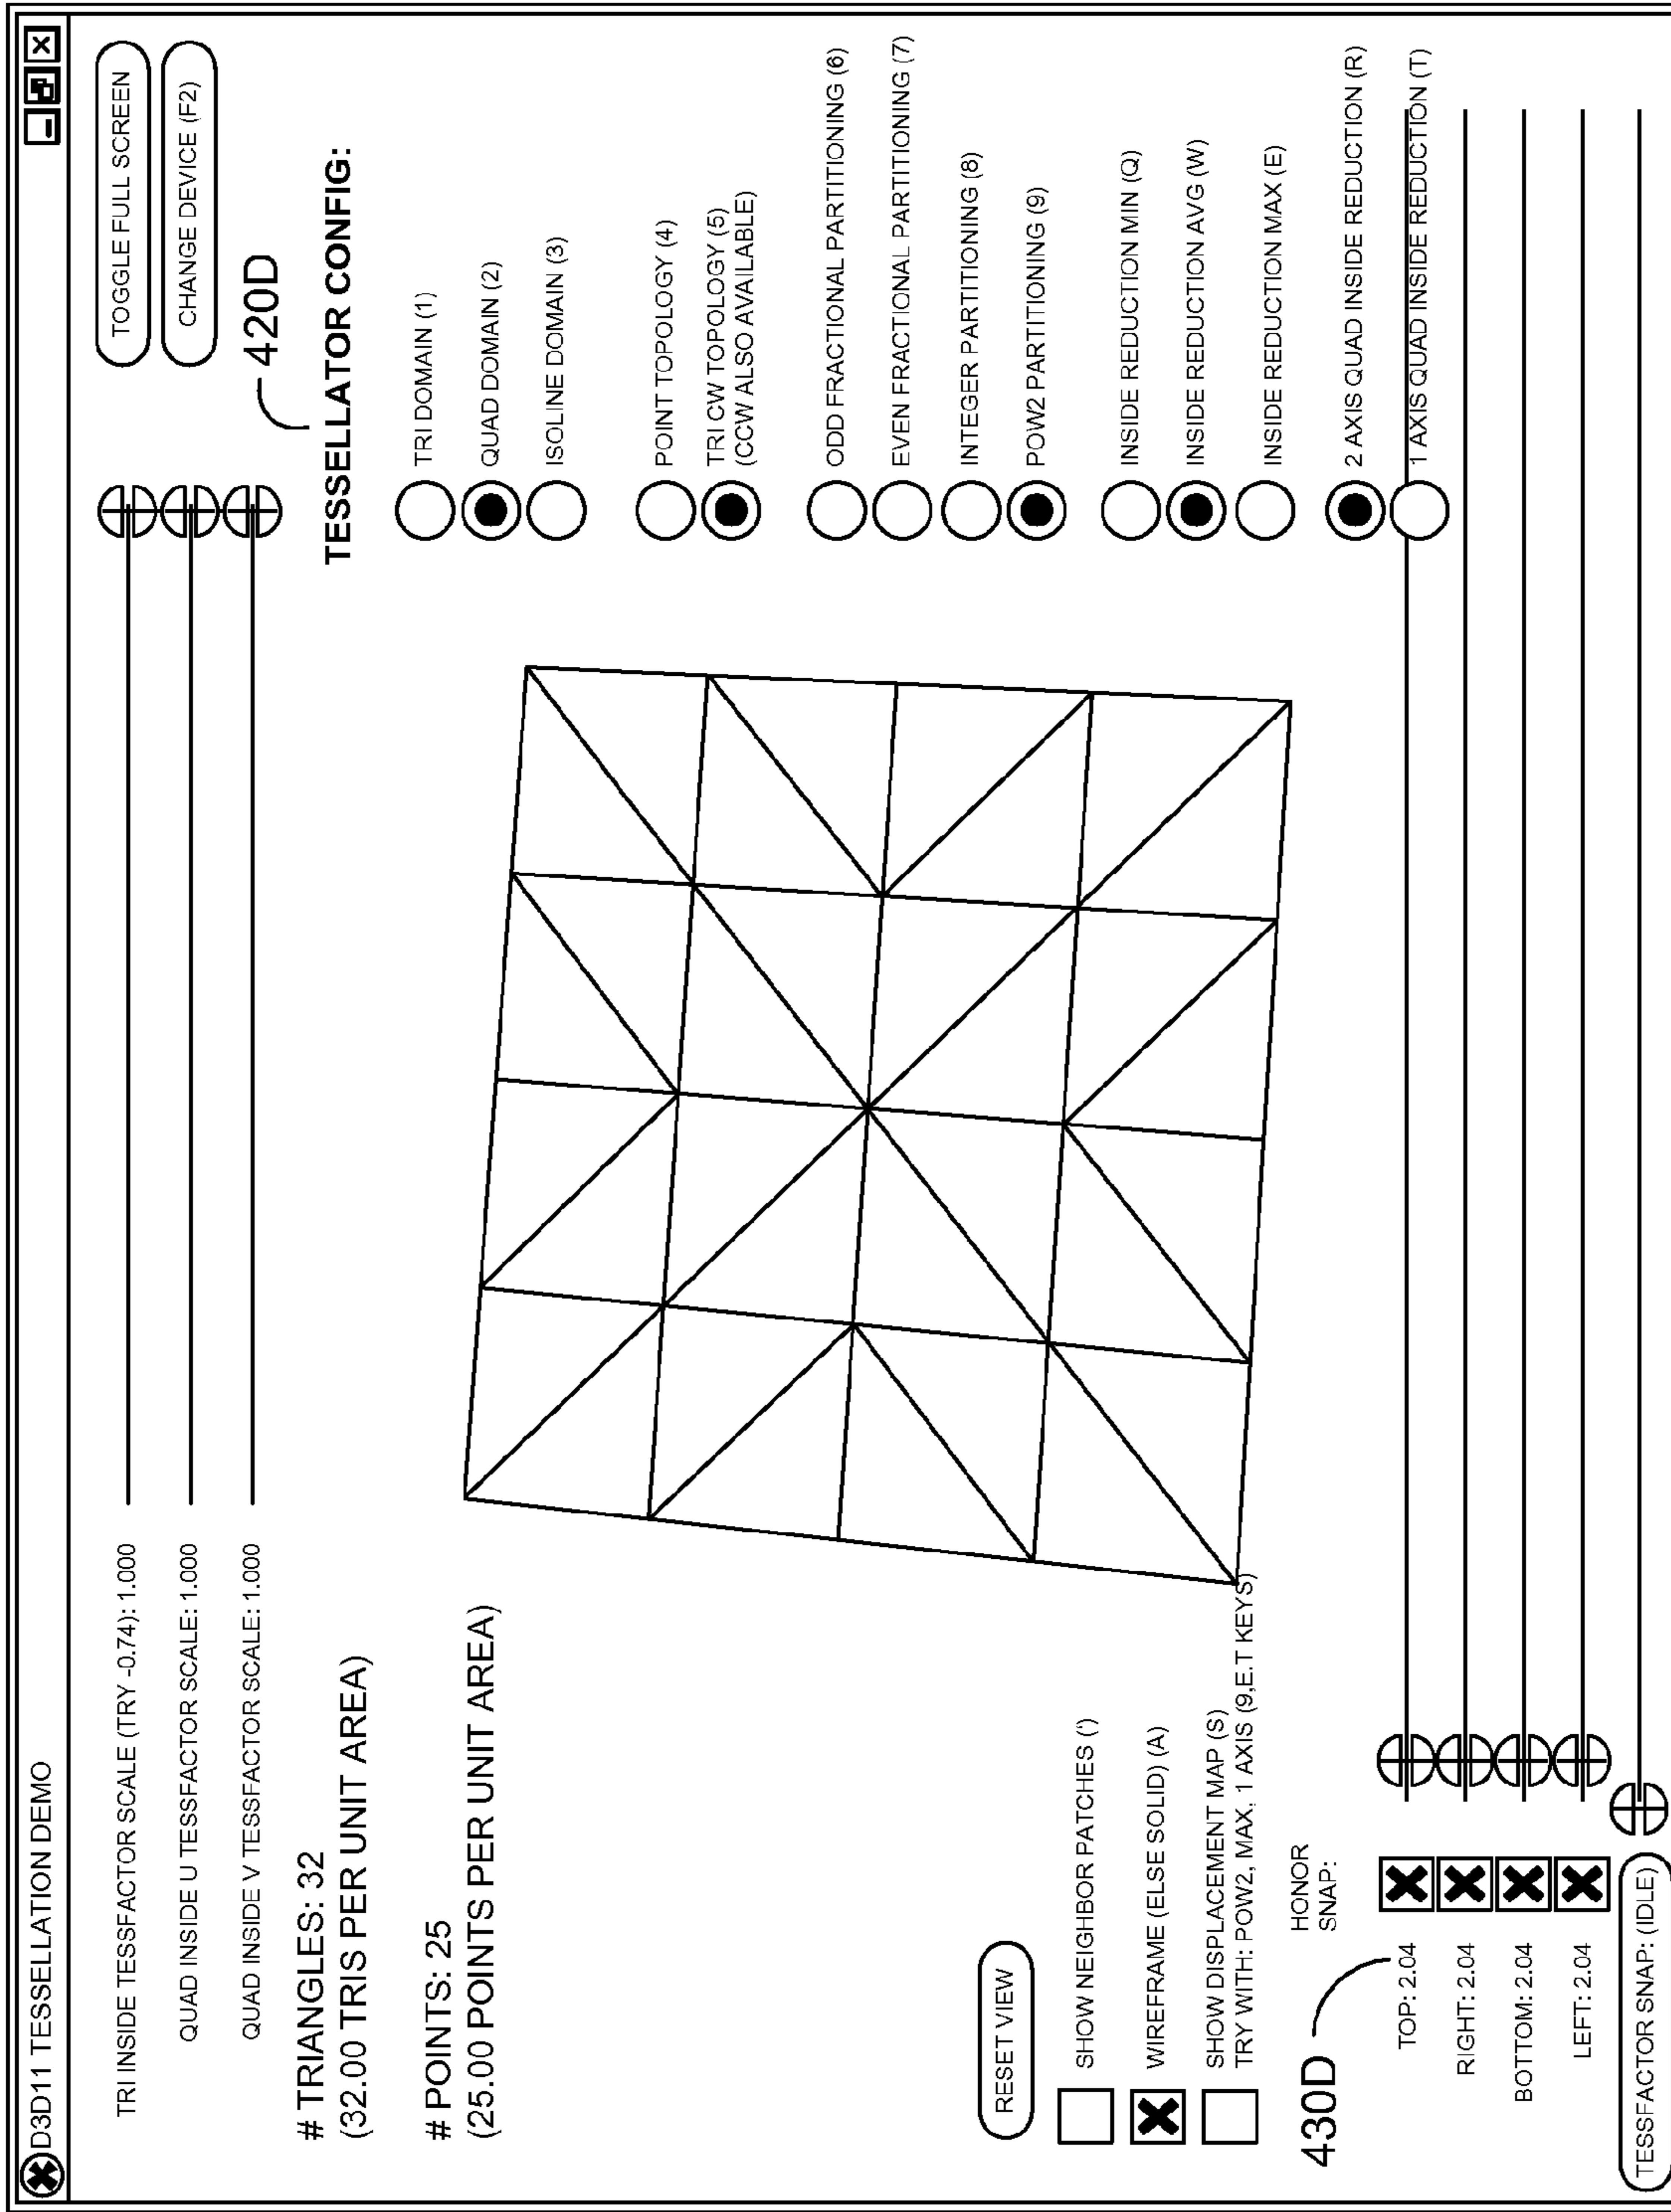 D3D11 TESSELLATION DEMO
TRI INSIDE TESSFACTOR SCALE (TRY -0.74): 1.000
QUAD INSIDE U TESSFACTOR SCALE: 1.000
QUAD INSIDE V TESSFACTOR SCALE: 1.000
TOGGLE FULL SCREEN
CHANGE DEVICE (F2)
420D
# TRIANGLES: 32
(32.00 TRIS PER UNIT AREA)
# POINTS: 25
(25.00 POINTS PER UNIT AREA)
TESSELLATOR CONFIG:
TRI DOMAIN (1)
QUAD DOMAIN (2)
ISOLINE DOMAIN (3)
POINT TOPOLOGY (4)
TRI CW TOPOLOGY (5)
(CCW ALSO AVAILABLE)
ODD FRACTIONAL PARTITIONING (6)
EVEN FRACTIONAL PARTITIONING (7)
INTEGER PARTITIONING (8)
POW2 PARTITIONING (9)
INSIDE REDUCTION MIN (Q)
INSIDE REDUCTION AVG (W)
INSIDE REDUCTION MAX (E)
2 AXIS QUAD INSIDE REDUCTION (R)
1 AXIS QUAD INSIDE REDUCTION (T)
RESET VIEW
SHOW NEIGHBOR PATCHES (')
WIREFRAME (ELSE SOLID) (A)
SHOW DISPLACEMENT MAP (S)
TRY WITH: POW2, MAX, 1 AXIS (9,E.T KEYS)
430D
HONOR
SNAP:
TOP: 2.04
RIGHT: 2.04
BOTTOM: 2.04
LEFT: 2.04
TESSFACTOR SNAP: (IDLE)